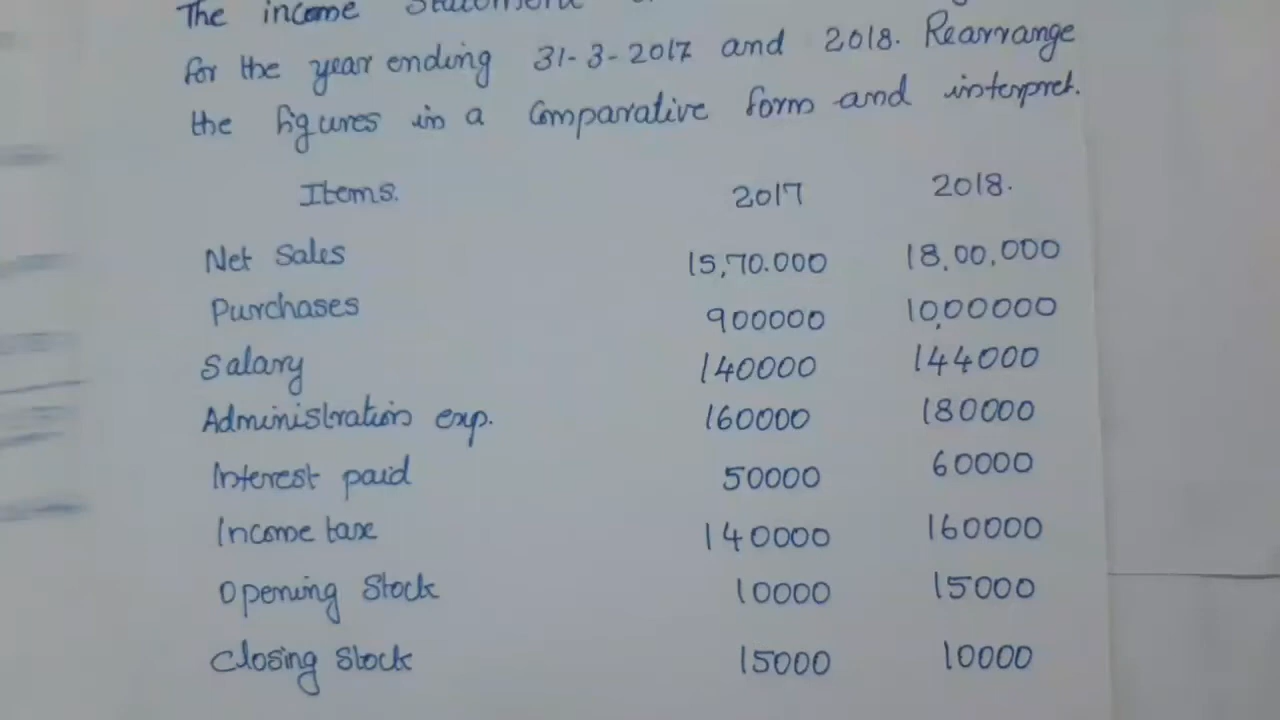 The income Statement
for the year ending 31-3-2017 and 2018. Rearrange
the figures in a Comparative form and interpret.
Items. 2017 2018.
Net Sales 15,70.000 18,00,000
Purchases 900000 10,00000
Salary 140000 144000
Administration exp. 160000 180000
Interest paid 50000 60000
Income tax 140000 160000
Opening Stock 10000 15000
Closing Stock 15000 10000